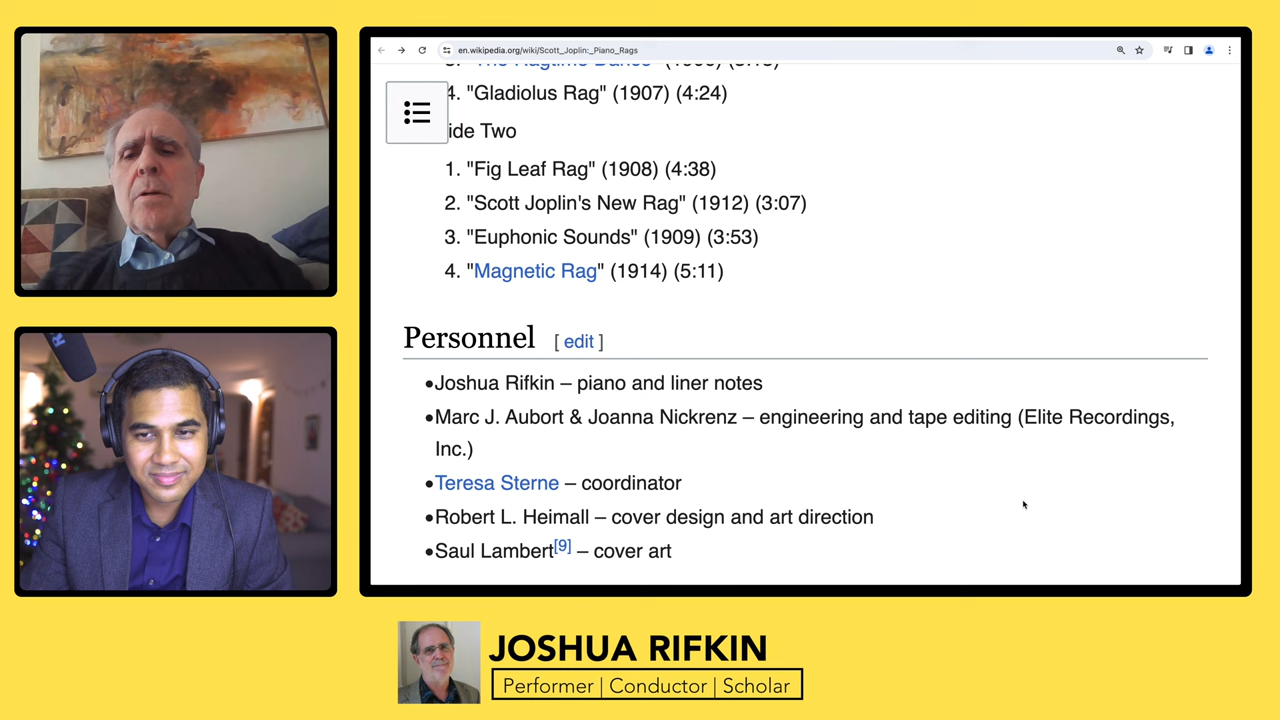 en.wikipedia.org/wiki/Scott_Joplin:_Piano_Rags
4. "Gladiolus Rag" (1907) (4:24)
ide Two
1. "Fig Leaf Rag" (1908) (4:38)
2. "Scott Joplin's New Rag" (1912) (3:07)
3. "Euphonic Sounds" (1909) (3:53)
4. "Magnetic Rag" (1914) (5:11)
Personnel [ edit ]
•Joshua Rifkin – piano and liner notes
•Marc J. Aubort & Joanna Nickrenz – engineering and tape editing (Elite Recordings,
Inc.)
•Teresa Sterne – coordinator
•Robert L. Heimall – cover design and art direction
•Saul Lambert[9] – cover art
JOSHUA RIFKIN
Performer | Conductor | Scholar